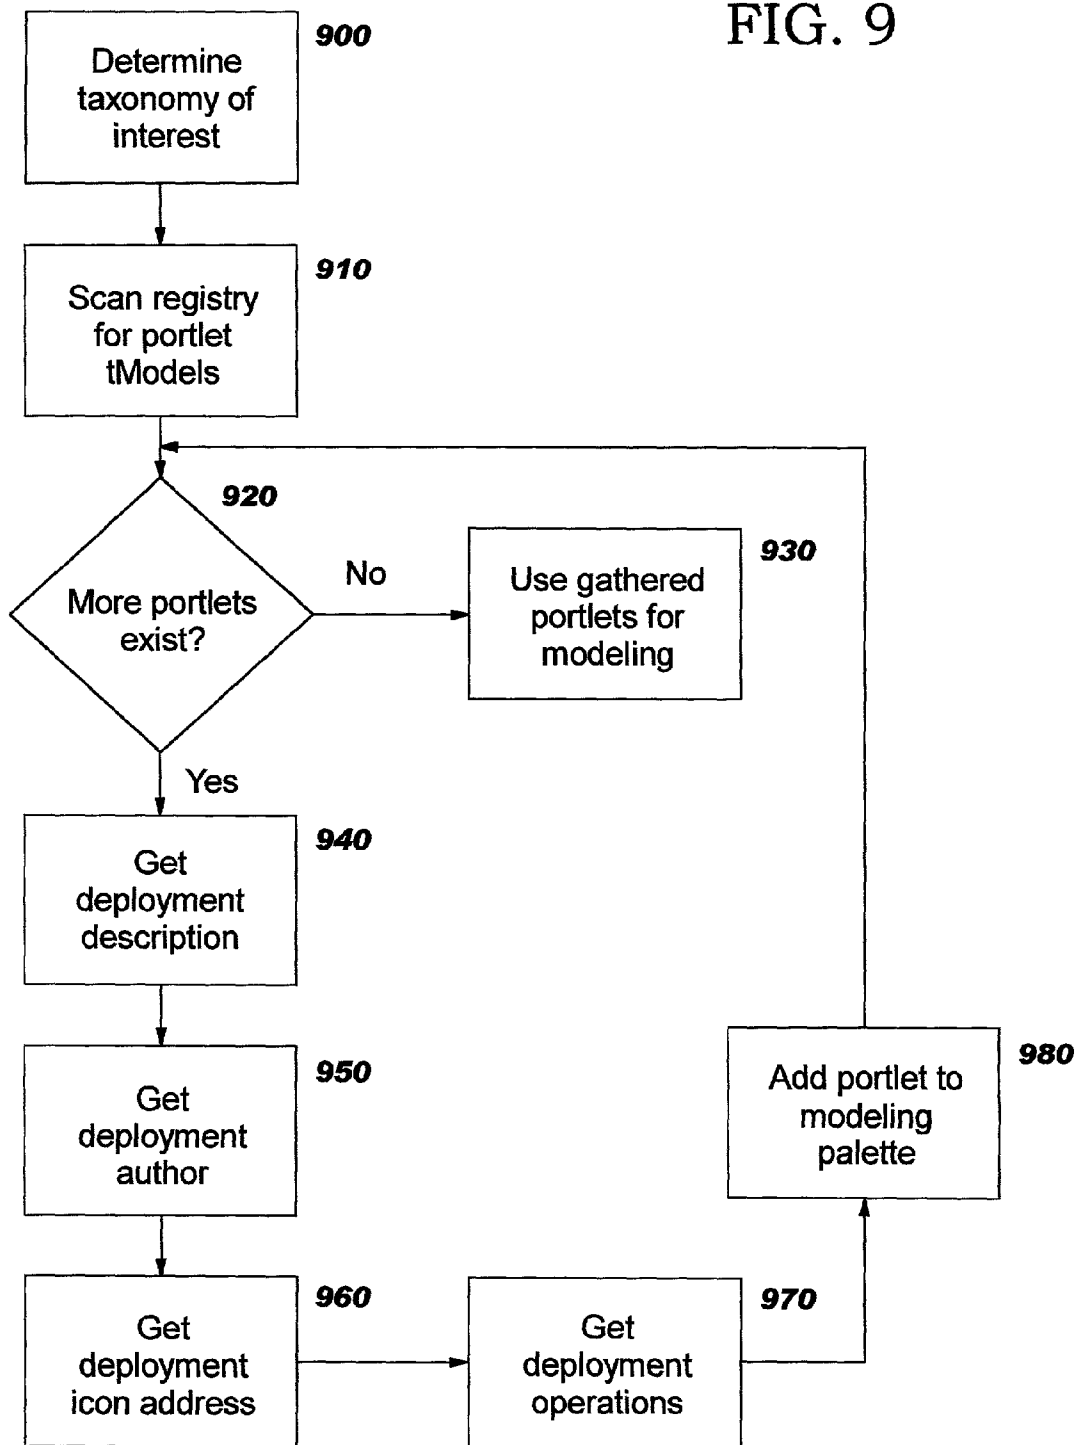 FIG. 9
900
Determine
taxonomy of
interest
910
Scan registry
for portlet
tModels
920
More portlets
exist?
No
930
Use gathered
portlets for
modeling
Yes
940
Get
deployment
description
950
Get
deployment
author
980
Add portlet to
modeling
palette
960
Get
deployment
icon address
970
Get
deployment
operations